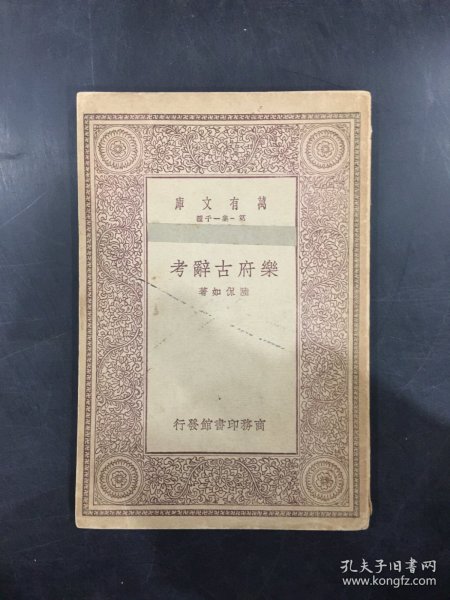 萬有文庫
第一集一千種
樂府古辭考
陸侃如著
商務印書館發行
孔夫子旧书网
www.kongfz.com